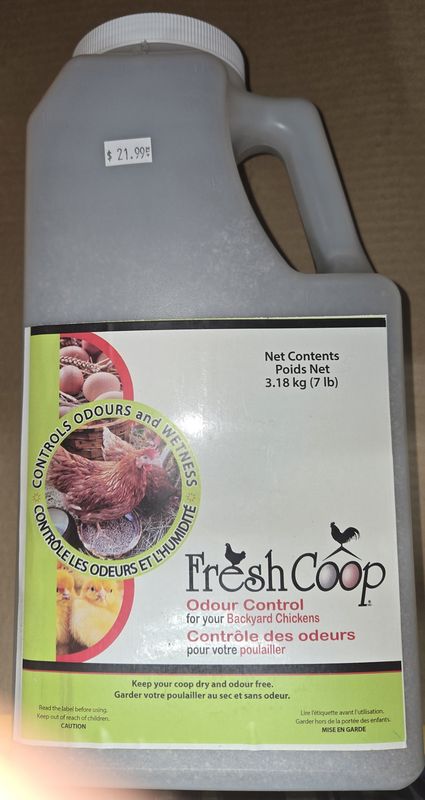 $ 21.99
Net Contents
Poids Net
3.18 kg (7 lb)
CONTROLS ODOURS and WETNESS
CONTRÔLE LES ODEURS ET L'HUMIDITÉ
Fresh Coop
Odour Control
for your Backyard Chickens
Contrôle des odeurs
pour votre poulailler
Keep your coop dry and odour free.
Garder votre poulailler au sec et sans odeur.
Read the label before using.
Keep out of reach of children.
CAUTION
Lire l'étiquette avant l'utilisation.
Garder hors de la portée des enfants.
MISE EN GARDE